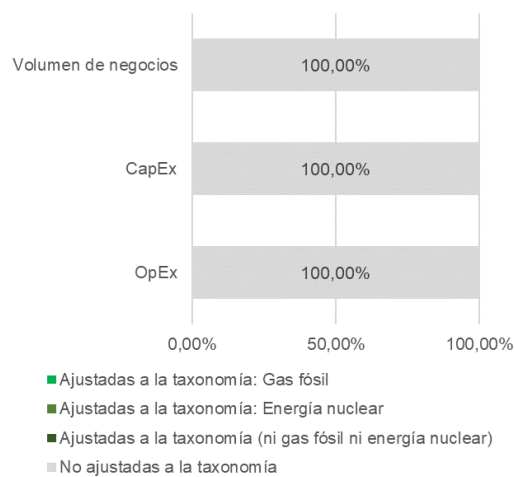 Volumen de negocios
100,00%
CapEx
100,00%
OpEx
100,00%
0,00% 50,00% 100,00%
Ajustadas a la taxonomía: Gas fósil
Ajustadas a la taxonomía: Energía nuclear
Ajustadas a la taxonomía (ni gas fósil ni energía nuclear)
No ajustadas a la taxonomía